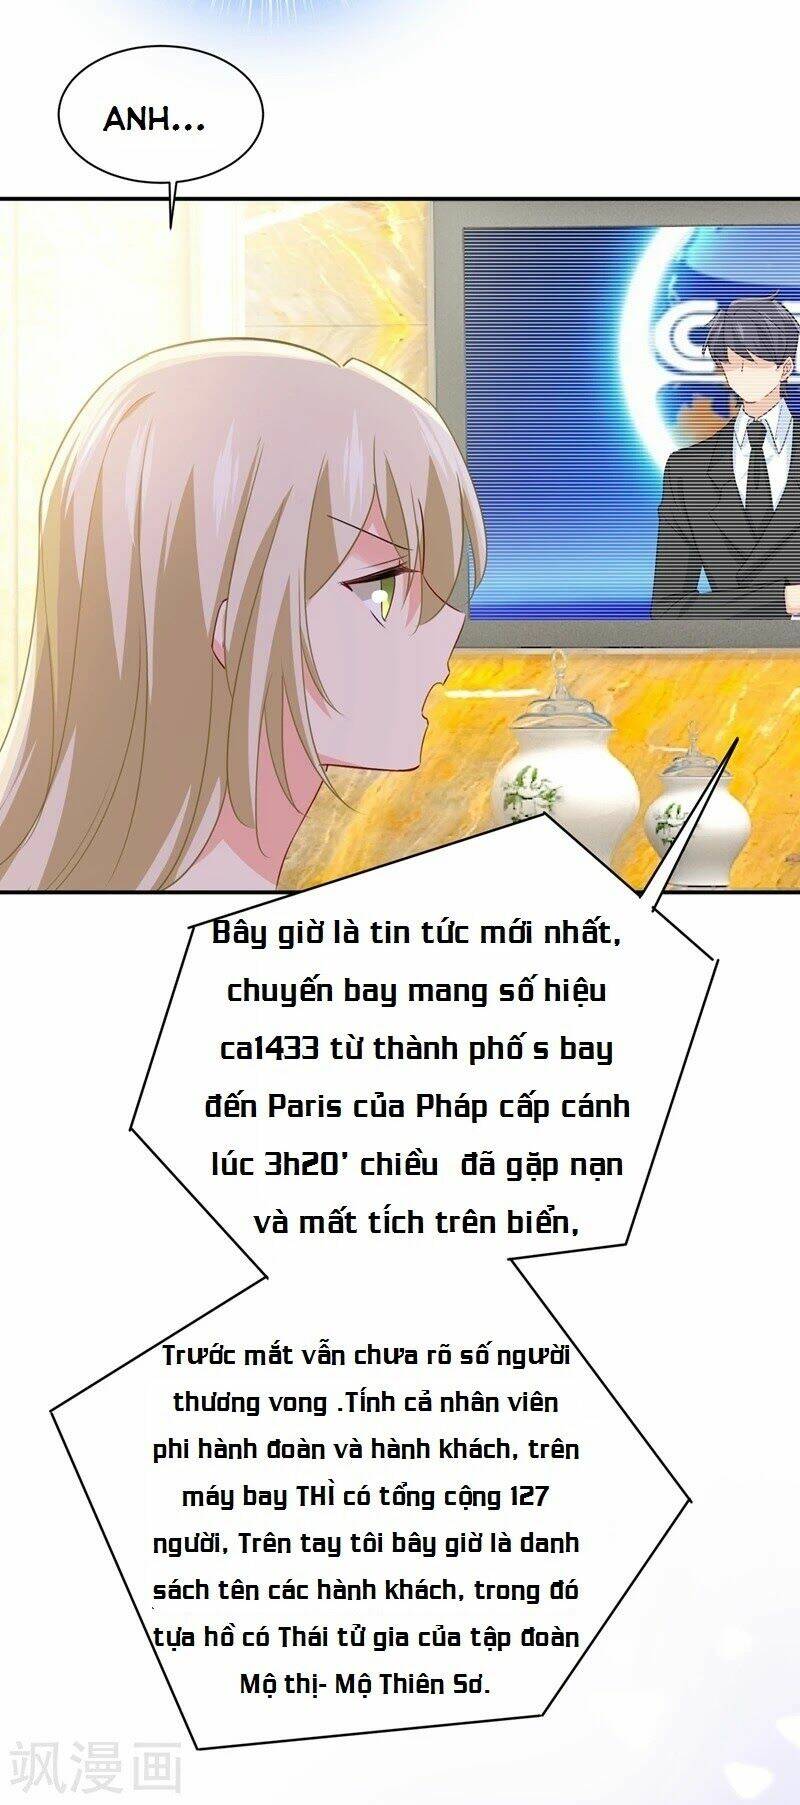 ANH...
Bây giờ là tin tức mới nhất,
chuyến bay mang số hiệu
ca1433 từ thành phố s bay
đến Paris của Pháp cấp cánh
lúc 3h20' chiều đã gặp nạn
và mất tích trên biển,
Trước mắt vẫn chưa rõ số người
thương vong .Tính cả nhân viên
phi hành đoàn và hành khách, trên
máy bay THÌ có tổng cộng 127
người, Trên tay tôi bây giờ là danh
sách tên các hành khách, trong đó
tựa hồ có Thái tử gia của tập đoàn
Mộ thị- Mộ Thiên Sơ.
飒漫画